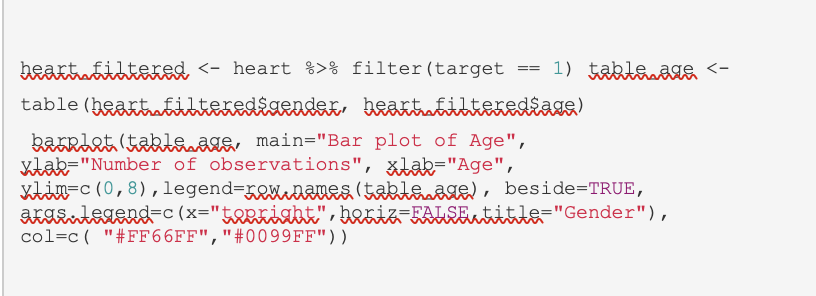 heart_filtered <- heart %>% filter(target == 1) table_age <-
table(heart_filtered$gender, heart_filtered$age)
barplot(table_age, main="Bar plot of Age",
ylab="Number of observations", xlab="Age",
ylim=c(0,8),legend=row.names(table_age), beside=TRUE,
args.legend=c(x="topright",horiz=FALSE,title="Gender"),
col=c( "#FF66FF","#0099FF"))